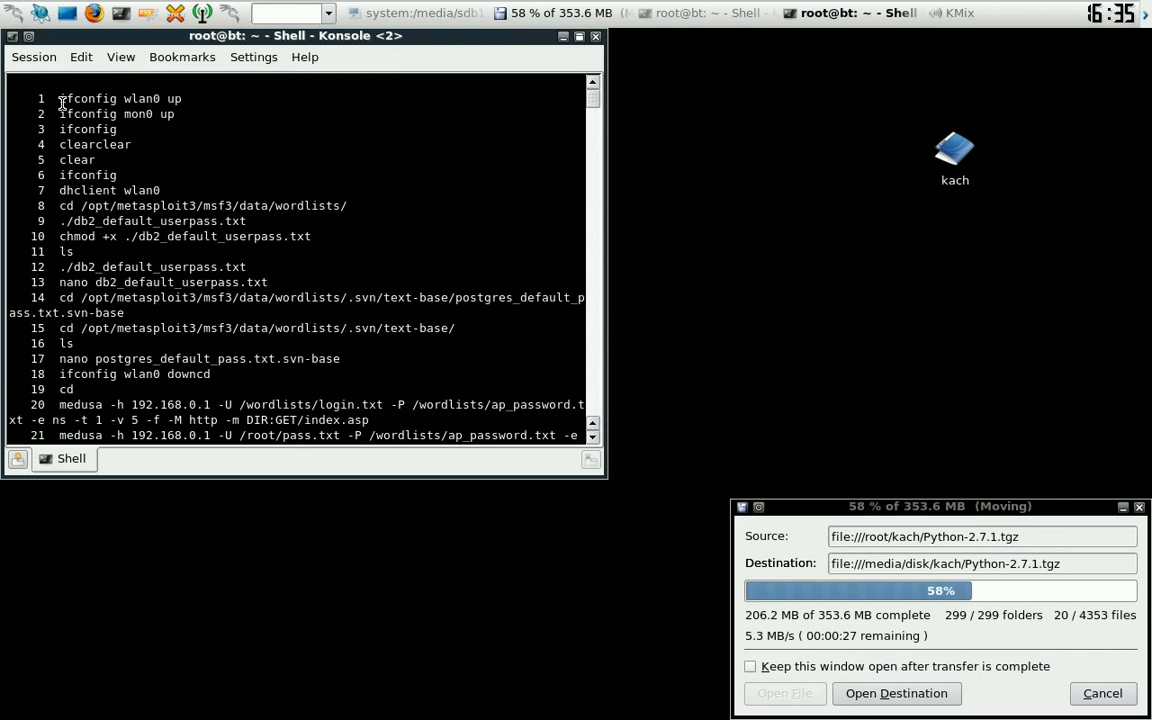 system:/media/sdb1
58 % of 353.6 MB (M
root@bt: ~ - She
root@bt: ~ - She
KMix
16:35
root@bt: ~ - Shell - Konsole <2>
Session Edit View Bookmarks Settings Help
1 ifconfig wlan0 up
2 ifconfig mon0 up
3 ifconfig
4 clearclear
5 clear
6 ifconfig
7 dhclient wlan0
8 cd /opt/metasploit3/msf3/data/wordlists/
9 ./db2_default_userpass.txt
10 chmod +x ./db2_default_userpass.txt
11 ls
12 ./db2_default_userpass.txt
13 nano db2_default_userpass.txt
14 cd /opt/metasploit3/msf3/data/wordlists/.svn/text-base/postgres_default_p
ass.txt.svn-base
15 cd /opt/metasploit3/msf3/data/wordlists/.svn/text-base/
16 ls
17 nano postgres_default_pass.txt.svn-base
18 ifconfig wlan0 downcd
19 cd
20 medusa -h 192.168.0.1 -U /wordlists/login.txt -P /wordlists/ap_password.t
xt -e ns -t 1 -v 5 -f -M http -m DIR:GET/index.asp
21 medusa -h 192.168.0.1 -U /root/pass.txt -P /wordlists/ap_password.txt -e
Shell
kach
58 % of 353.6 MB (Moving)
Source: file:///root/kach/Python-2.7.1.tgz
Destination: file:///media/disk/kach/Python-2.7.1.tgz
58%
206.2 MB of 353.6 MB complete 299 / 299 folders 20 / 4353 files
5.3 MB/s ( 00:00:27 remaining )
Keep this window open after transfer is complete
Open File Open Destination Cancel